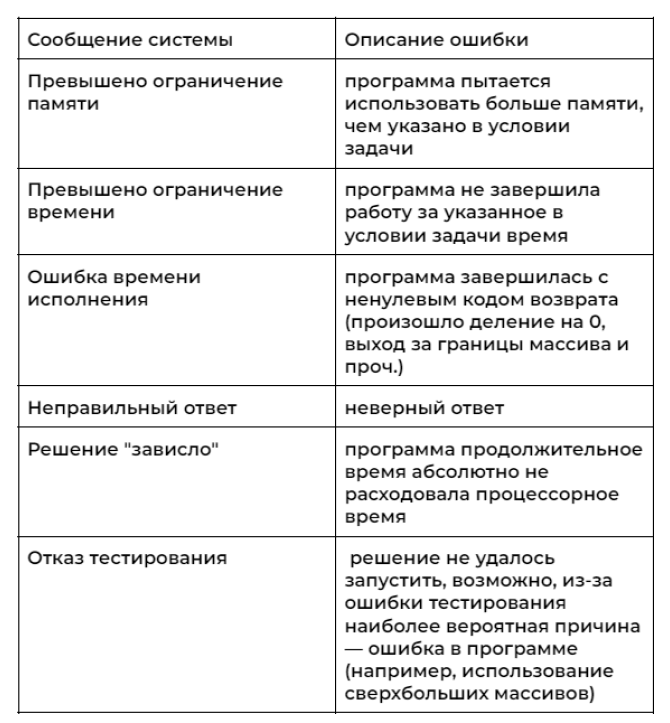 Сообщение системы
Описание ошибки
Превышено ограничение
памяти
программа пытается
использовать больше памяти,
чем указано в условии
задачи
Превышено ограничение
времени
программа не завершила
работу за указанное в
условии задачи время
Ошибка времени
исполнения
программа завершилась с
ненулевым кодом возврата
(произошло деление на 0,
выход за границы массива и
проч.)
Неправильный ответ
неверный ответ
Решение "зависло"
программа продолжительное
время абсолютно не
расходовала процессорное
время
Отказ тестирования
решение не удалось
запустить, возможно, из-за
ошибки тестирования
наиболее вероятная причина
— ошибка в программе
(например, использование
сверхбольших массивов)